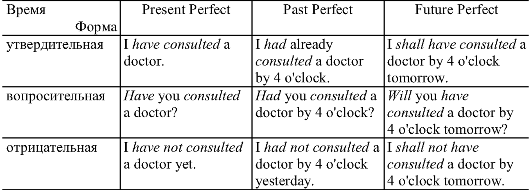 Время Present Perfect Past Perfect Future Perfect
Форма
утвердительная I have consulted a I had already I shall have consulted a
doctor. consulted a doctor doctor by 4 o'clock
by 4 o'clock. tomorrow.
вопросительная Have you consulted Had you consulted a Will you have
a doctor? doctor by 4 o'clock? consulted a doctor by
4 o'clock tomorrow?
отрицательная I have not consulted I had not consulted a I shall not have
a doctor yet. doctor by 4 o'clock consulted a doctor by
yesterday. 4 o'clock tomorrow.